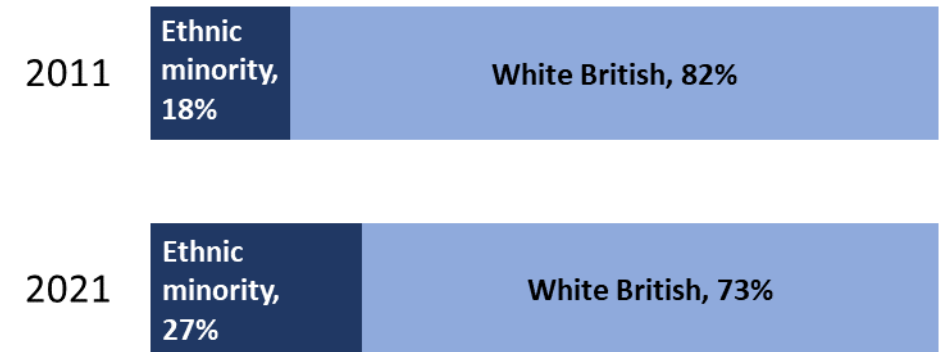 2011
Ethnic
minority,
18%
White British, 82%
2021
Ethnic
minority,
27%
White British, 73%